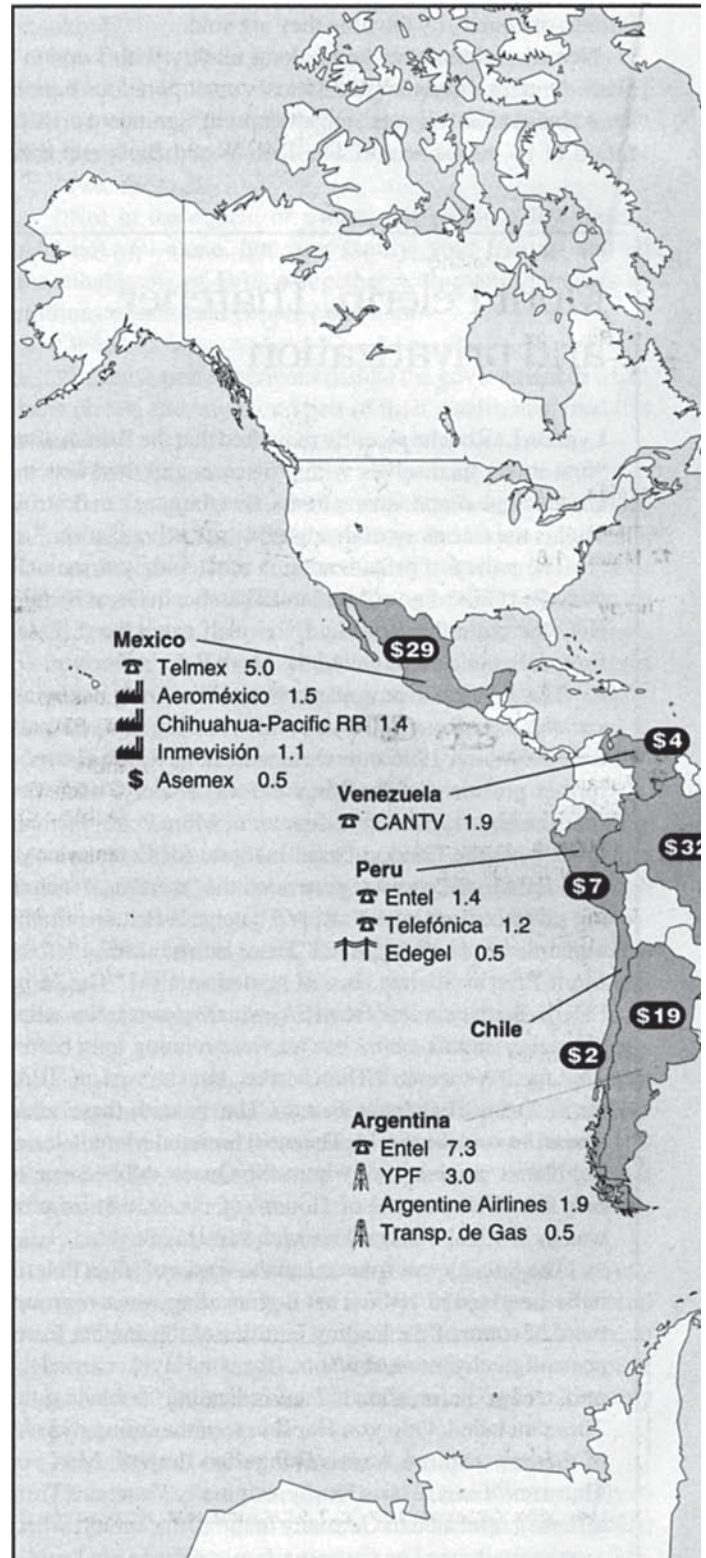 Mexico
☎ Telmex 5.0
Aeroméxico 1.5
Chihuahua-Pacific RR 1.4
Inmevisión 1.1
$ Asemex 0.5
$29
$4
Venezuela
☎ CANTV 1.9
$32
Peru
$7
☎ Entel 1.4
☎ Telefónica 1.2
Edegel 0.5
$19
Chile
$2
Argentina
☎ Entel 7.3
YPF 3.0
Argentine Airlines 1.9
Transp. de Gas 0.5